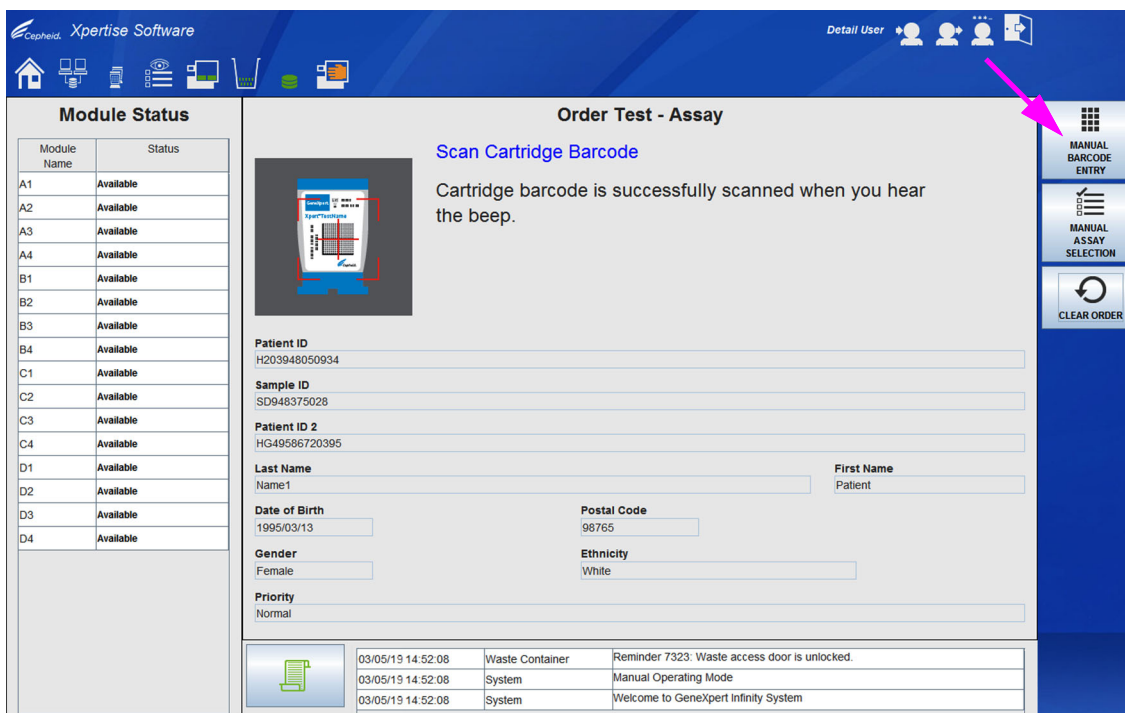 Cepheid. Xpertise Software
Detail User
Module Status
Module Name Status
A1 Available
A2 Available
A3 Available
A4 Available
B1 Available
B2 Available
B3 Available
B4 Available
C1 Available
C2 Available
C3 Available
C4 Available
D1 Available
D2 Available
D3 Available
D4 Available
Order Test - Assay
Scan Cartridge Barcode
Cartridge barcode is successfully scanned when you hear
the beep.
GeneXpert
Xpert® TestName
Cepheid.
Patient ID
H203948050934
Sample ID
SD948375028
Patient ID 2
HG49586720395
Last Name First Name
Name1 Patient
Date of Birth Postal Code
1995/03/13 98765
Gender Ethnicity
Female White
Priority
Normal
03/05/19 14:52:08 Waste Container Reminder 7323: Waste access door is unlocked.
03/05/19 14:52:08 System Manual Operating Mode
03/05/19 14:52:08 System Welcome to GeneXpert Infinity System
MANUAL
BARCODE
ENTRY
MANUAL
ASSAY
SELECTION
CLEAR ORDER